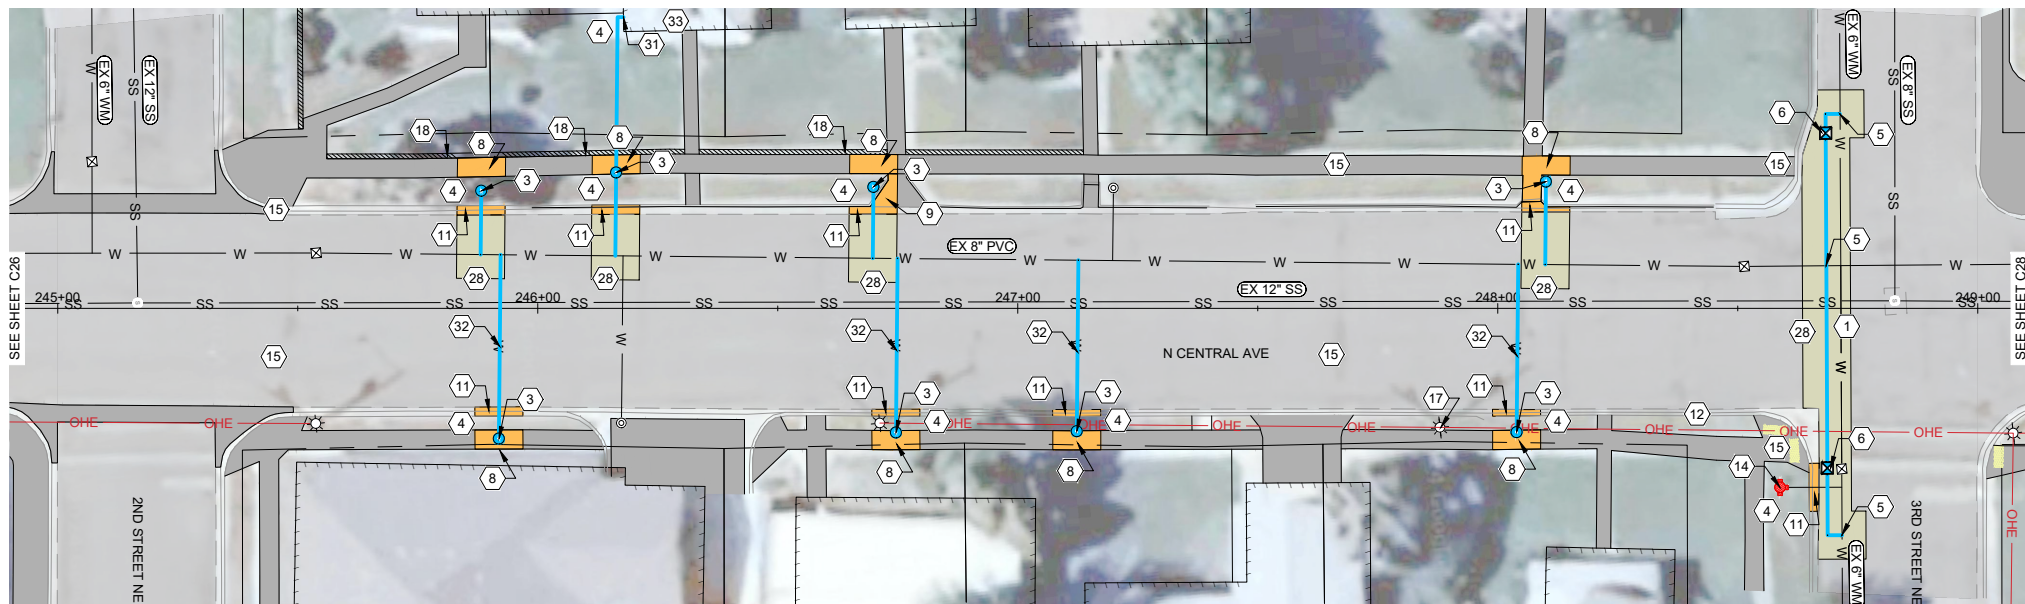 4
33
31
EX 6" WM
EX 12" SS
W
SS
EX 6" WM
EX 8" SS
W
SS
18
8
18
8
18
8
8
6
5
3
3
3
15
15
4
4
4
3
4
15
SS
9
SS
11
11
11
11
5
W
W
W
W
W
EX 8" PVC
W
W
W
W
W
W
W
28
28
28
28
SEE SHEET C26
SEE SHEET C28
245+00
SS
SS
246+00
SS
SS
SS
SS
247+00
SS
EX 12" SS
SS
SS
248+00
SS
SS
SS
249+00
SS
32
W
W
32
W
32
W
32
W
28
1
15
N CENTRAL AVE
15
W
11
3
11
3
11
3
17
11
3
12
OHE
OHE
4
4
OHE
4
OHE
OHE
OHE
4
OHE
OHE
OHE
15
6
8
8
8
8
14
4
11
5
2ND STREET NE
3RD STREET NE
OHE
W
EX 6" WM